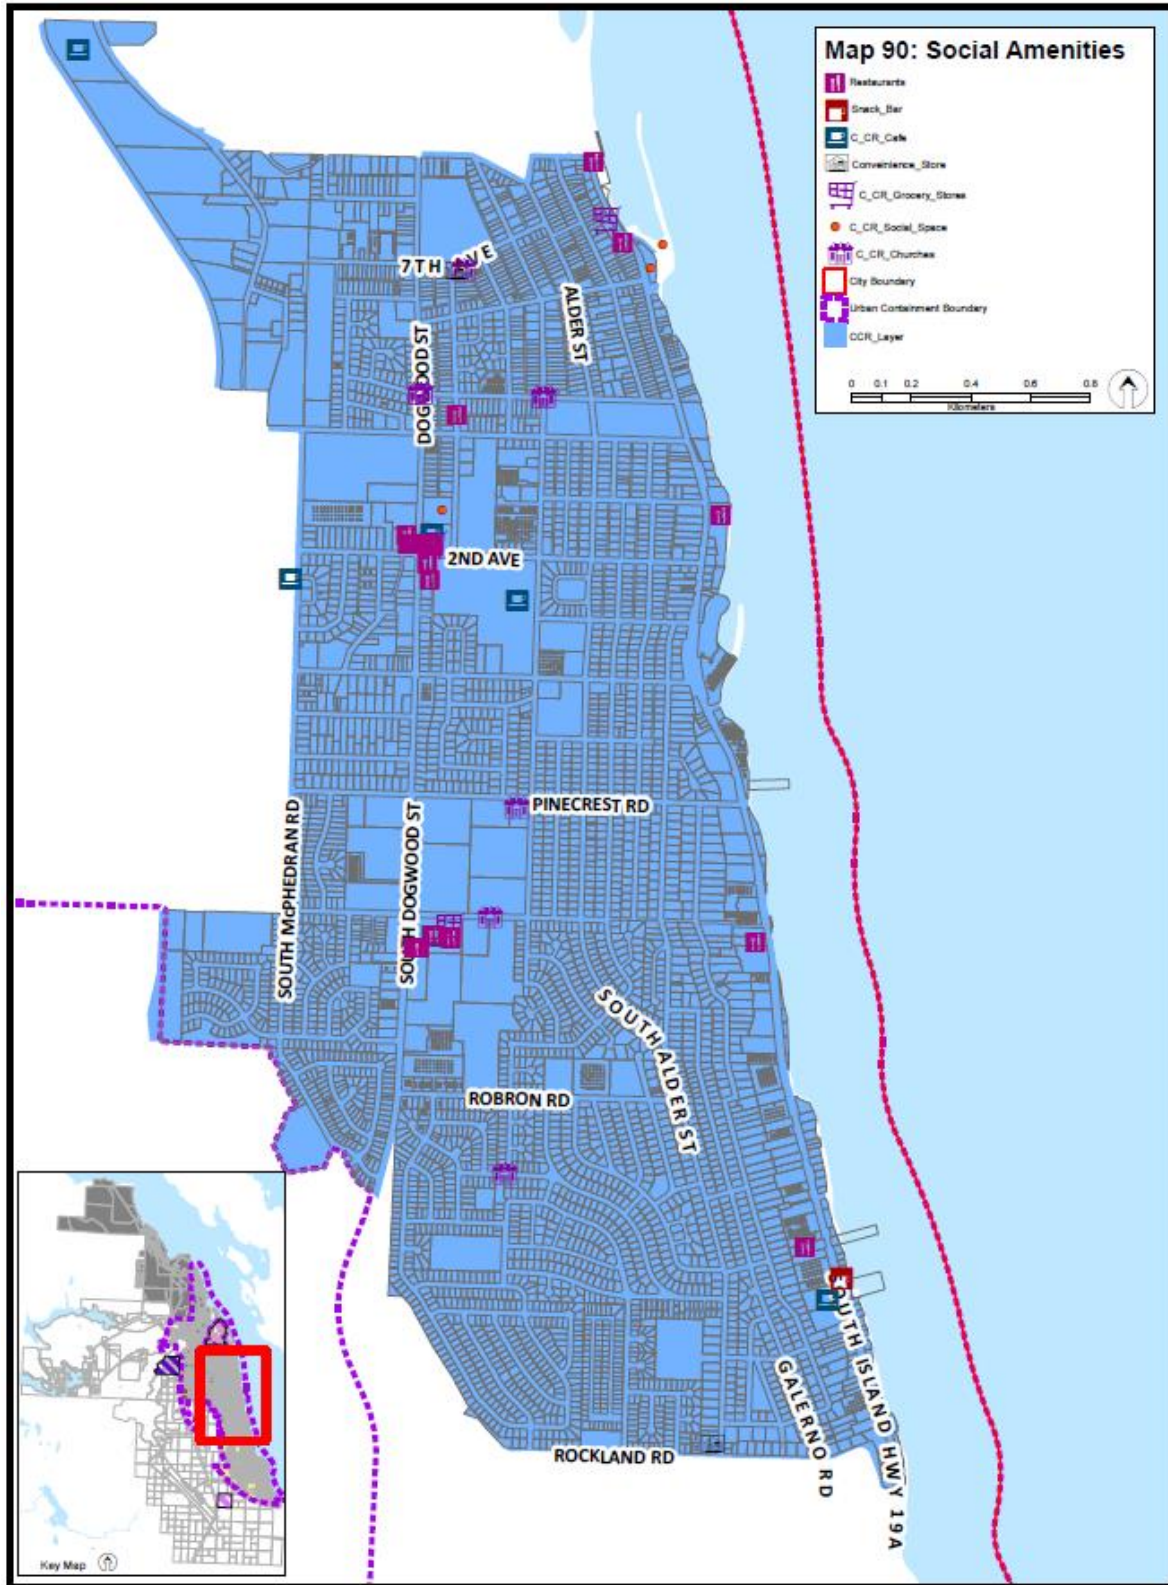 Map 90: Social Amenities
Restaurants
Snack_Bar
C_CR_Cafe
Conveinience_Store
C_CR_Grocery_Stores
C_CR_Social_Space
C_CR_Churches
City Boundary
Urban Containment Boundary
CCR_Layer
0 0.1 0.2 0.4 0.6 0.8
Kilometers
7TH AVE
ALDER ST
DOGWOOD ST
2ND AVE
PINECREST RD
SOUTH McPHEDRAN RD
SOUTH DOGWOOD ST
SOUTH ALDER ST
ROBRON RD
GALERNO RD
SOUTH ISLAND HWY 19A
ROCKLAND RD
Key Map